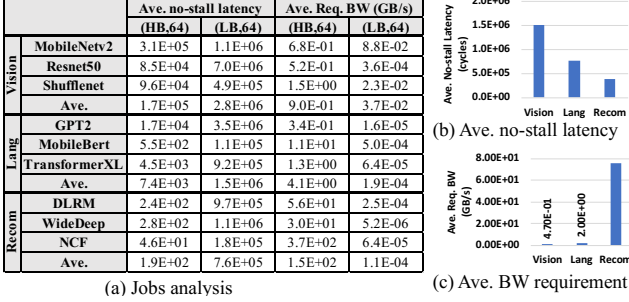 Ave. no-stall latency Ave. Req. BW (GB/s)
(HB,64) (LB,64) (HB,64) (LB,64)
Vision
MobileNetv2 3.1E+05 1.1E+06 6.8E-01 8.8E-02
Resnet50 8.5E+04 7.0E+06 5.2E-01 3.6E-04
Shufflenet 9.6E+04 4.9E+05 1.5E+00 2.3E-02
Ave. 1.7E+05 2.8E+06 9.0E-01 3.7E-02
Lang
GPT2 1.7E+04 3.5E+06 3.4E-01 1.6E-05
MobileBert 5.5E+02 1.1E+05 1.1E+01 5.0E-04
TransformerXL 4.5E+03 9.2E+05 1.3E+00 6.4E-05
Ave. 7.4E+03 1.5E+06 4.1E+00 1.9E-04
Recom
DLRM 2.4E+02 9.7E+05 5.6E+01 2.5E-04
WideDeep 2.8E+02 1.1E+06 3.0E+01 5.2E-06
NCF 4.6E+01 1.8E+05 3.7E+02 6.4E-05
Ave. 1.9E+02 7.6E+05 1.5E+02 1.1E-04
(a) Jobs analysis
Ave. No-stall Latency
(cycles)
2.0E+06
1.5E+06
1.0E+06
5.0E+05
0.0E+00
Vision Lang Recom
(b) Ave. no-stall latency
Ave. Req. BW
(GB/s)
8.00E+01
6.00E+01
4.00E+01
2.00E+01
0.00E+00
4.70E-01
2.00E+00
Vision Lang Recom
(c) Ave. BW requirement